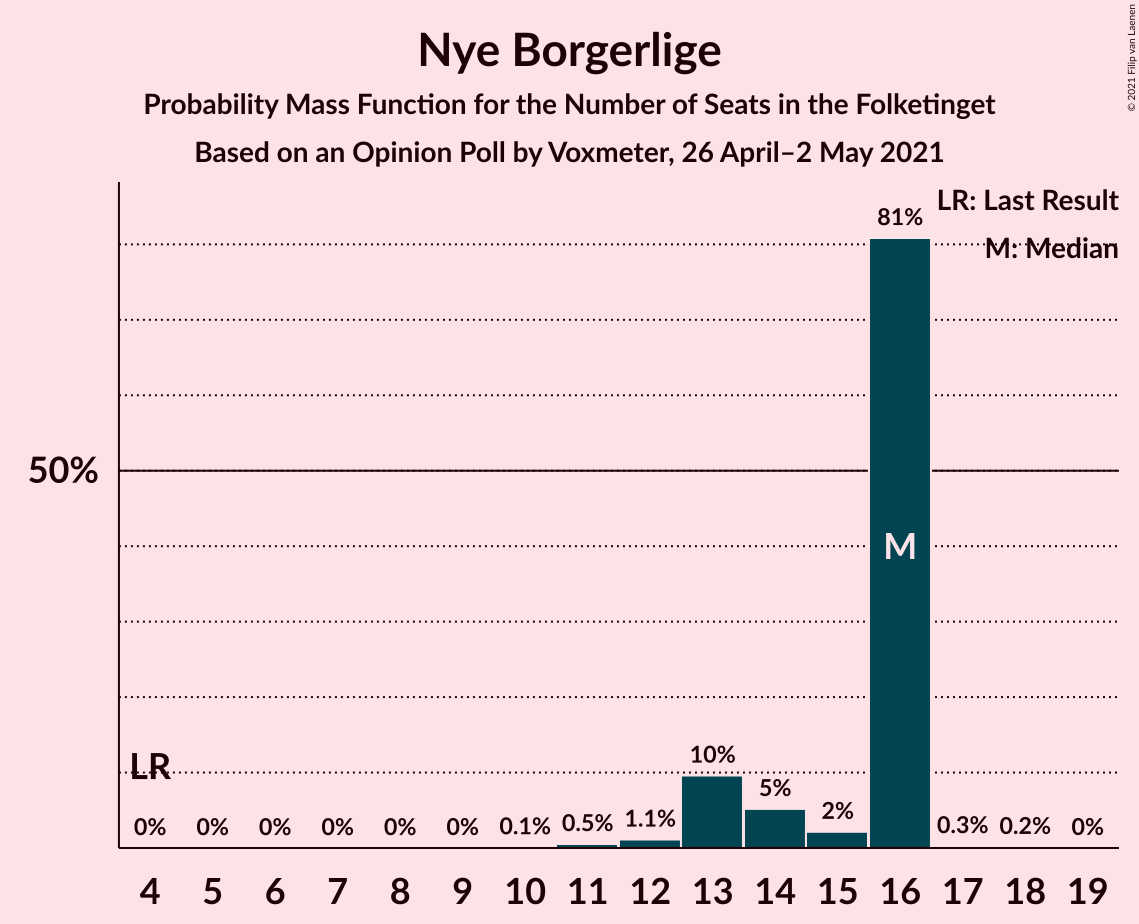 Nye Borgerlige
Probability Mass Function for the Number of Seats in the Folketinget
Based on an Opinion Poll by Voxmeter, 26 April–2 May 2021
© 2021 Filip van Laenen
LR: Last Result
M: Median
81%
50%
M
LR
10%
5%
2%
0% 0% 0% 0% 0% 0% 0.1% 0.5% 1.1% 0.3% 0.2% 0%
4 5 6 7 8 9 10 11 12 13 14 15 16 17 18 19